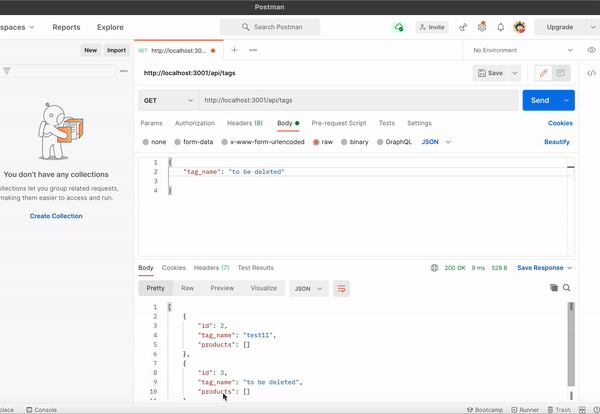 Postman
spaces Reports Explore Search Postman Invite Upgrade
New Import GET http://localhost:30... No Environment
http://localhost:3001/api/tags Save
GET http://localhost:3001/api/tags Send
Params Authorization Headers (8) Body Pre-request Script Tests Settings Cookies
none form-data x-www-form-urlencoded raw binary GraphQL JSON Beautify
1 {
2 "tag_name": "to be deleted"
3
4 }
You don't have any collections
ollections let you group related requests,
making them easier to access and run.
Create Collection
Body Cookies Headers (7) Test Results 200 OK 9 ms 329 B Save Response
Pretty Raw Preview Visualize JSON
1 [
2 {
3 "id": 2,
4 "tag_name": "test11",
5 "products": []
6 },
7 {
8 "id": 3,
9 "tag_name": "to be deleted",
10 "products": []
place Console Bootcamp Runner Trash